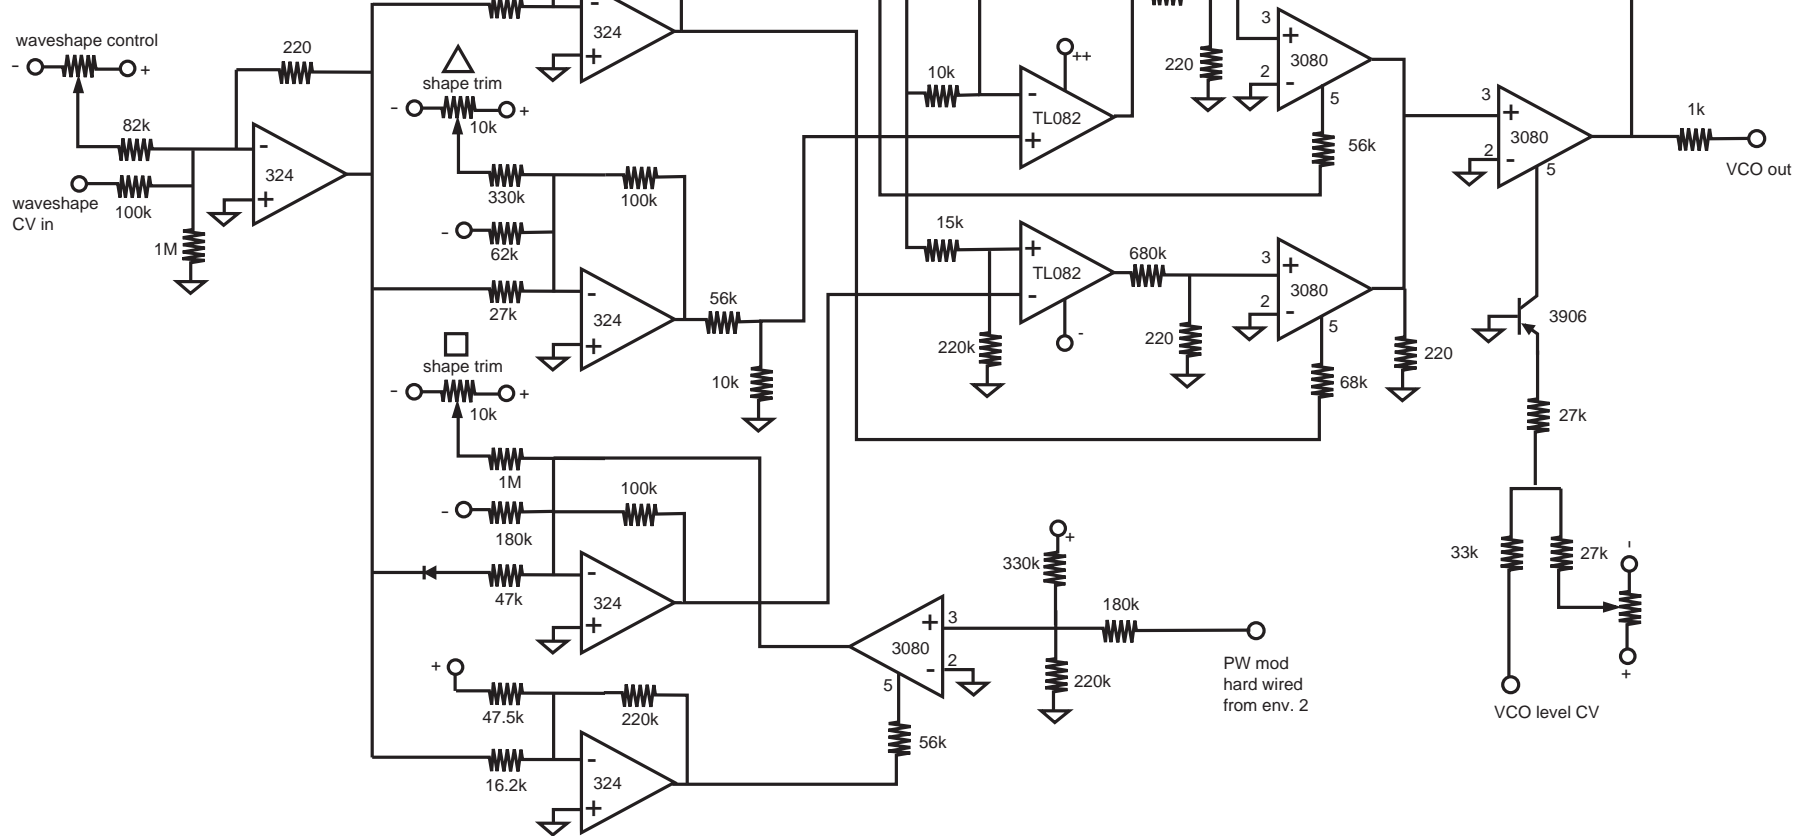 waveshape control
-
+
220
82k
-
324
+
waveshape
CV in
100k
1M
-
324
+
shape trim
-
+
10k
330k
100k
-
62k
27k
-
324
+
56k
10k
shape trim
-
+
10k
1M
-
180k
100k
47k
-
324
+
+
47.5k
220k
16.2k
-
324
+
10k
++
-
TL082
+
15k
+
TL082
-
-
220k
680k
220
220
3
+
3080
2
-
5
56k
3
+
3080
2
-
5
68k
220
3
+
3080
2
-
5
1k
VCO out
3906
27k
33k
27k
-
+
VCO level CV
+
330k
180k
+
3
3080
-
2
5
220k
56k
PW mod
hard wired
from env. 2